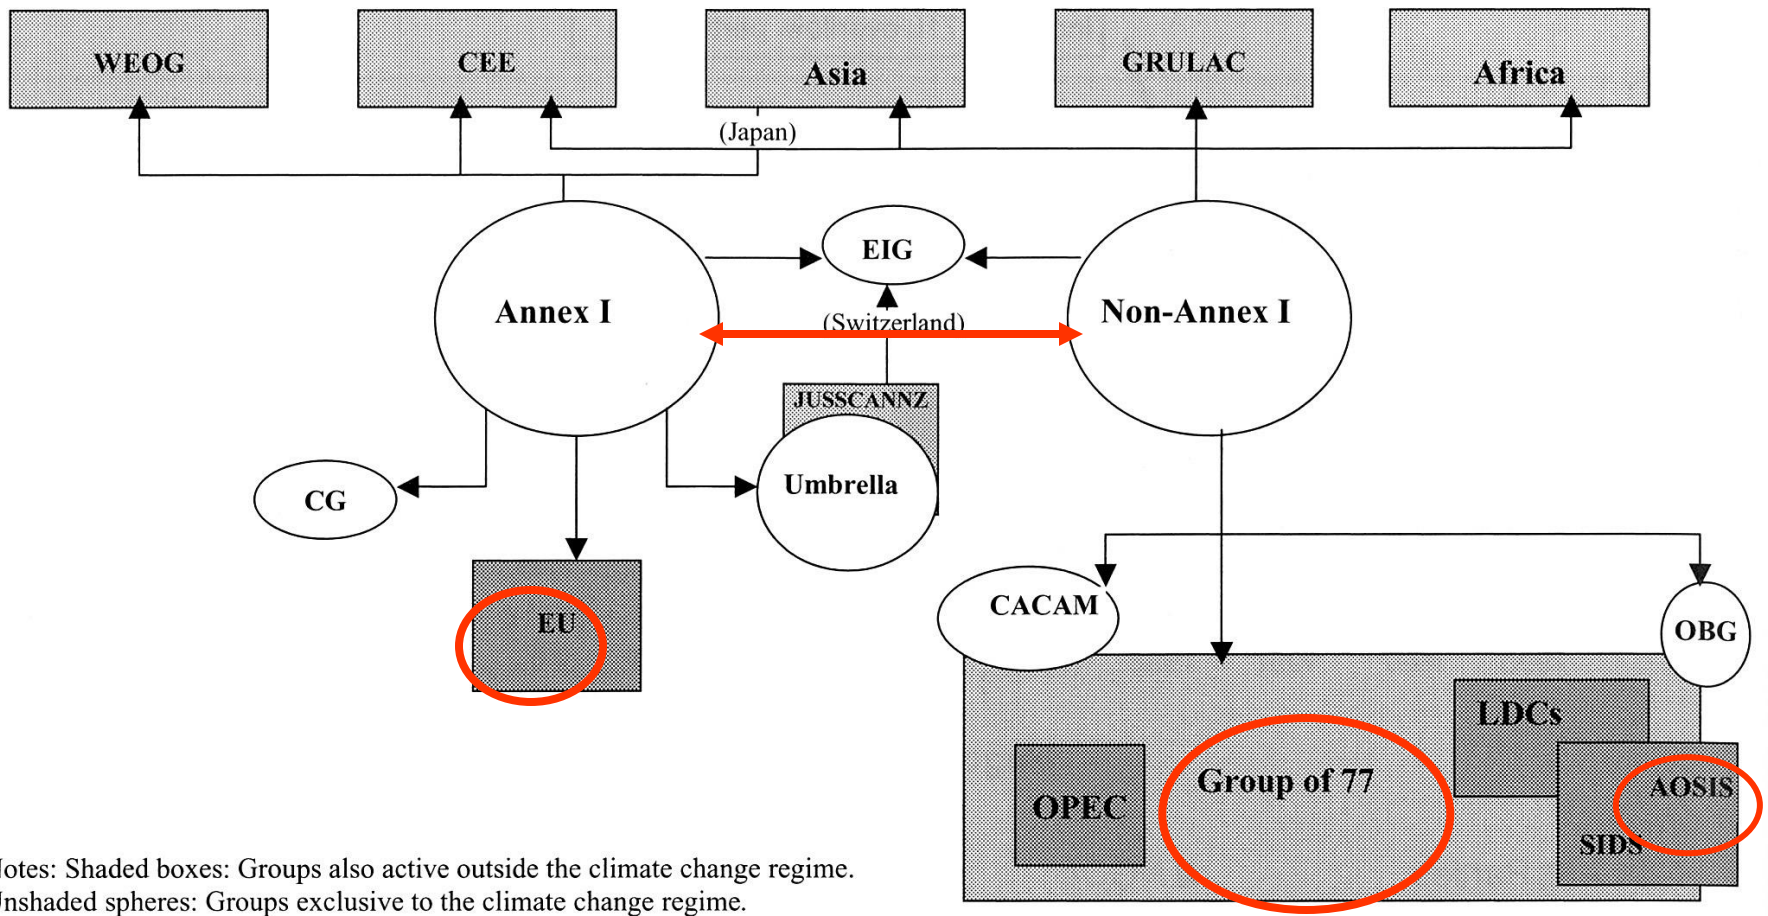 WEOG
CEE
Asia
GRULAC
Africa
(Japan)
EIG
Annex I
(Switzerland)
Non-Annex I
JUSSCANNZ
Umbrella
CG
EU
CACAM
OBG
LDCs
Group of 77
AOSIS
OPEC
SIDS
Notes: Shaded boxes: Groups also active outside the climate change regime.
Unshaded spheres: Groups exclusive to the climate change regime.